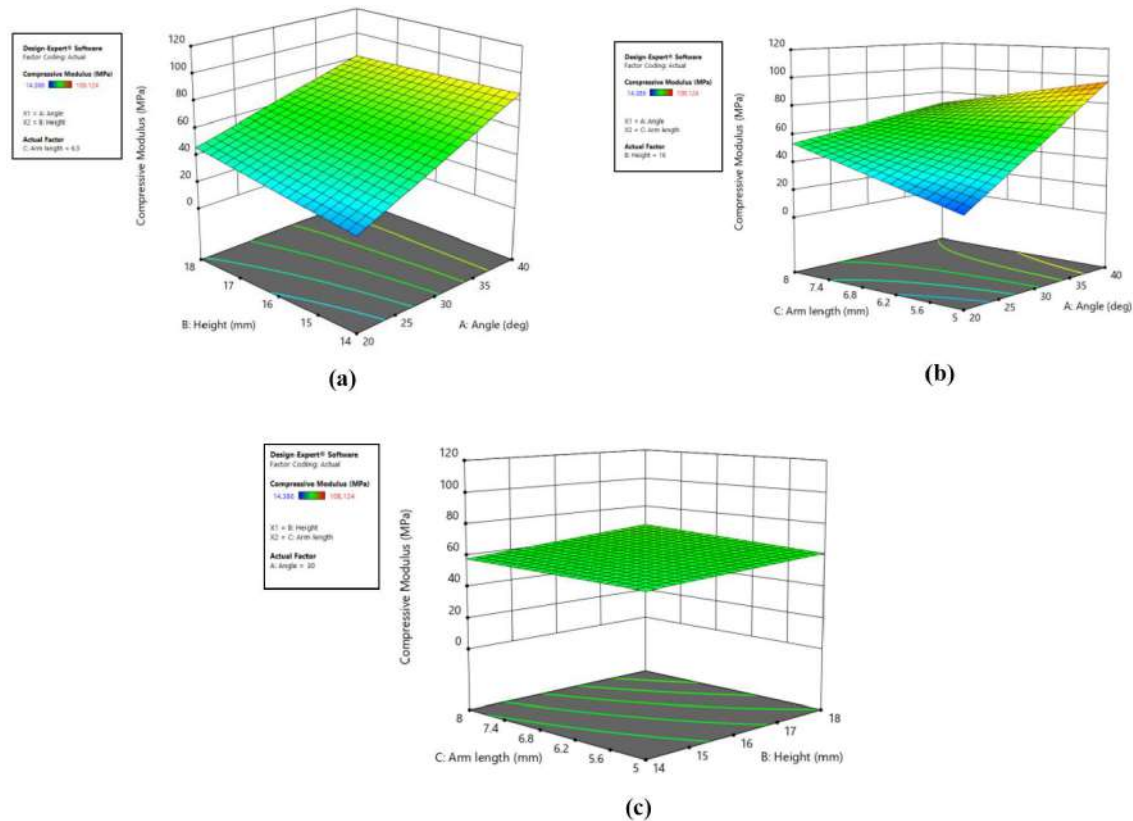 Design-Expert® Software
Factor Coding: Actual
Compressive Modulus (MPa)
14,386 108,124
X1 = A: Angle
X2 = B: Height
Actual Factor
C: Arm length = 6.5
Compressive Modulus (MPa)
120
100
80
60
40
20
0
18
17
16
15
14
B: Height (mm)
20
25
30
35
40
A: Angle (deg)
(a)
Design-Expert® Software
Factor Coding: Actual
Compressive Modulus (MPa)
14,386 108,124
X1 = A: Angle
X2 = C: Arm length
Actual Factor
B: Height = 16
Compressive Modulus (MPa)
120
100
80
60
40
20
0
8
7.4
6.8
6.2
5.6
5
C: Arm length (mm)
20
25
30
35
40
A: Angle (deg)
(b)
Design-Expert® Software
Factor Coding: Actual
Compressive Modulus (MPa)
14,386 108,124
X1 = B: Height
X2 = C: Arm length
Actual Factor
A: Angle = 30
Compressive Modulus (MPa)
120
100
80
60
40
20
0
8
7.4
6.8
6.2
5.6
5
C: Arm length (mm)
14
15
16
17
18
B: Height (mm)
(c)